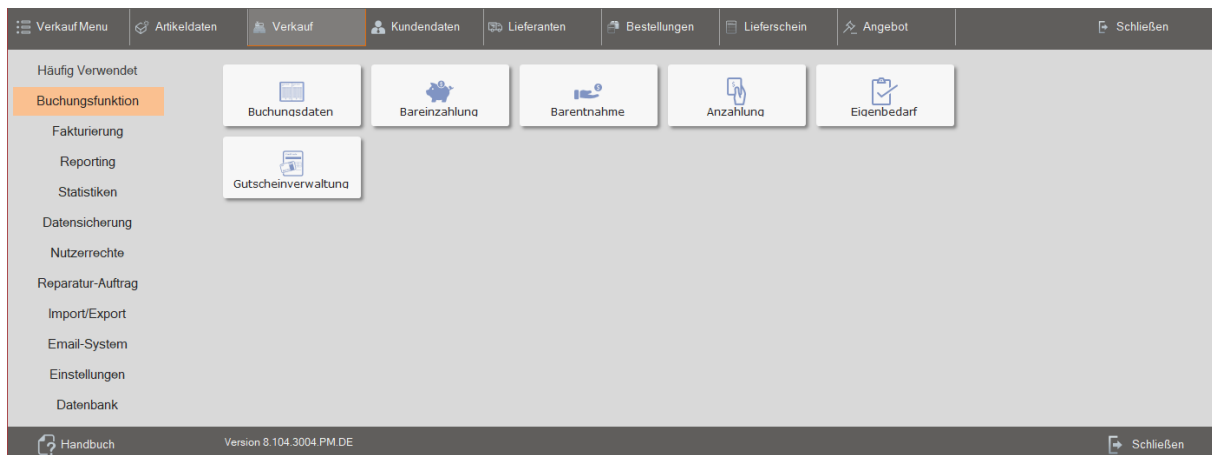 Verkauf Menu
Artikeldaten
Verkauf
Kundendaten
Lieferanten
Bestellungen
Lieferschein
Angebot
Schließen
Häufig Verwendet
Buchungsfunktion
Fakturierung
Reporting
Statistiken
Datensicherung
Nutzerrechte
Reparatur-Auftrag
Import/Export
Email-System
Einstellungen
Datenbank
Buchungsdaten
Bareinzahlung
Barentnahme
Anzahlung
Eigenbedarf
Gutscheinverwaltung
Handbuch
Version 8.104.3004.PM.DE
Schließen